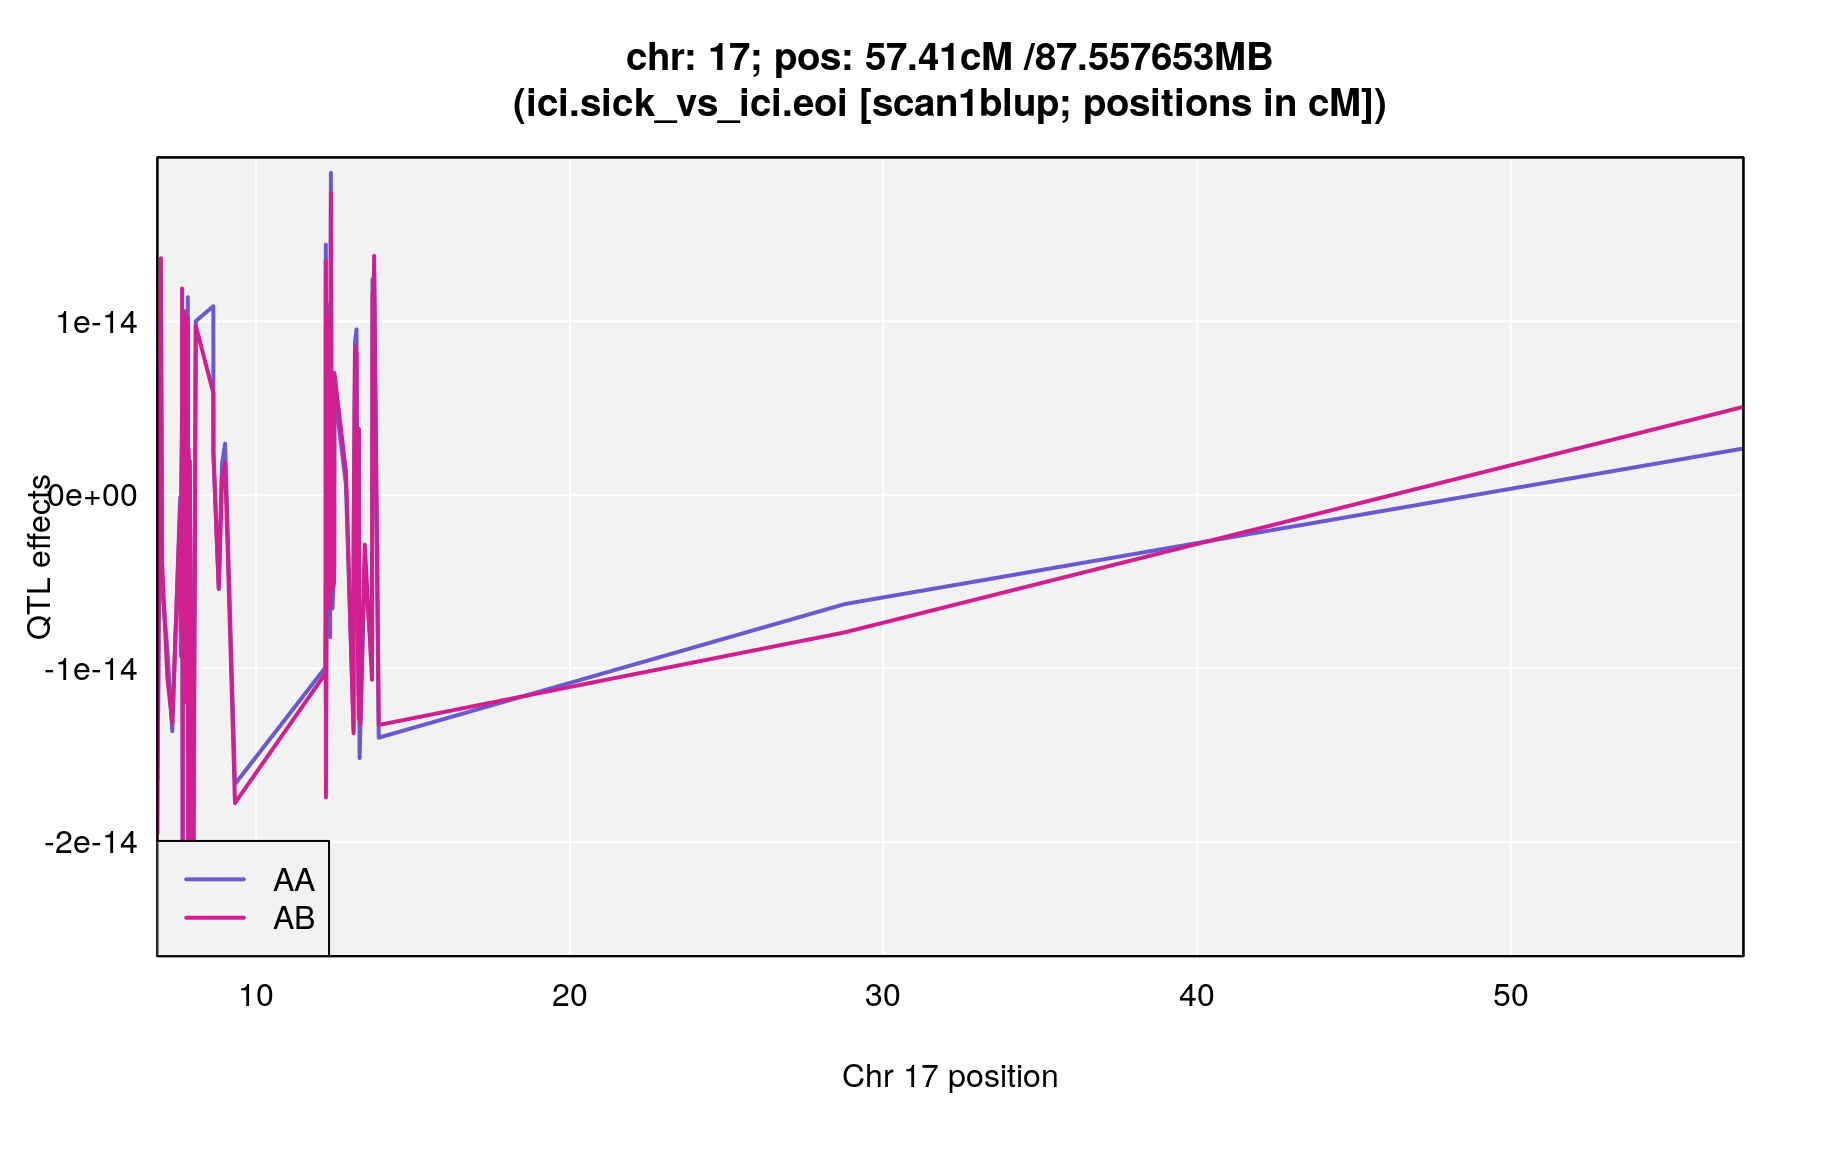 chr: 17; pos: 57.41cM /87.557653MB
(ici.sick_vs_ici.eoi [scan1blup; positions in cM])
QTL effects
1e-14
0e+00
-1e-14
-2e-14
AA
AB
10 20 30 40 50
Chr 17 position